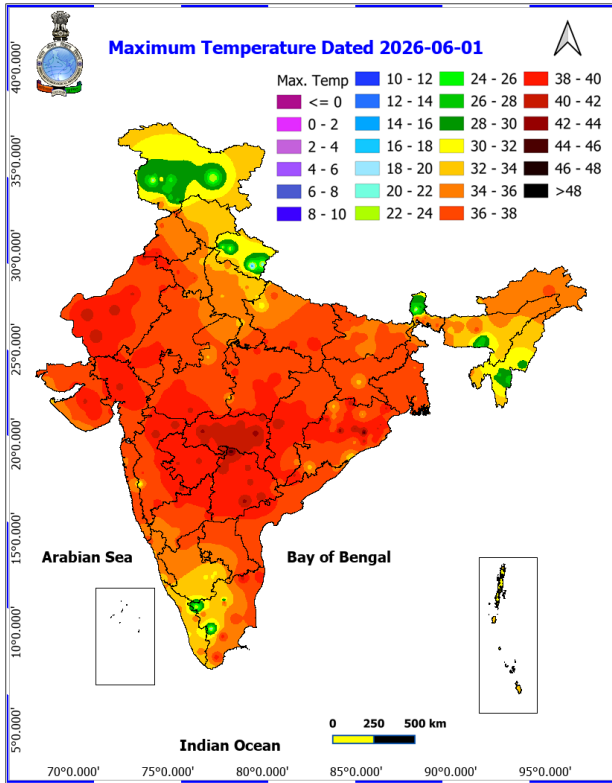 Maximum Temperature Dated 2026-06-01
Max. Temp
<= 0
0 - 2
2 - 4
4 - 6
6 - 8
8 - 10
10 - 12
12 - 14
14 - 16
16 - 18
18 - 20
20 - 22
22 - 24
24 - 26
26 - 28
28 - 30
30 - 32
32 - 34
34 - 36
36 - 38
38 - 40
40 - 42
42 - 44
44 - 46
46 - 48
>48
40°0.000'
35°0.000'
30°0.000'
25°0.000'
20°0.000'
15°0.000'
10°0.000'
5°0.000'
Arabian Sea
Bay of Bengal
Indian Ocean
0 250 500 km
70°0.000' 75°0.000' 80°0.000' 85°0.000' 90°0.000' 95°0.000'